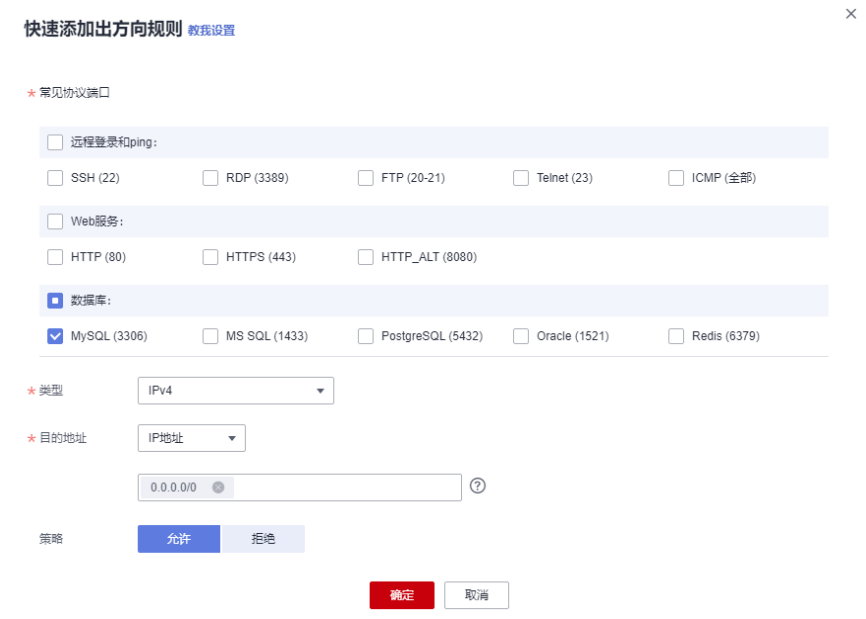 快速添加出方向规则 教我设置
* 常见协议端口
远程登录和ping:
SSH (22) RDP (3389) FTP (20-21) Telnet (23) ICMP (全部)
Web服务:
HTTP (80) HTTPS (443) HTTP_ALT (8080)
数据库:
MySQL (3306) MS SQL (1433) PostgreSQL (5432) Oracle (1521) Redis (6379)
* 类型 IPv4
* 目的地址 IP地址
0.0.0.0/0
策略 允许 拒绝
确定 取消